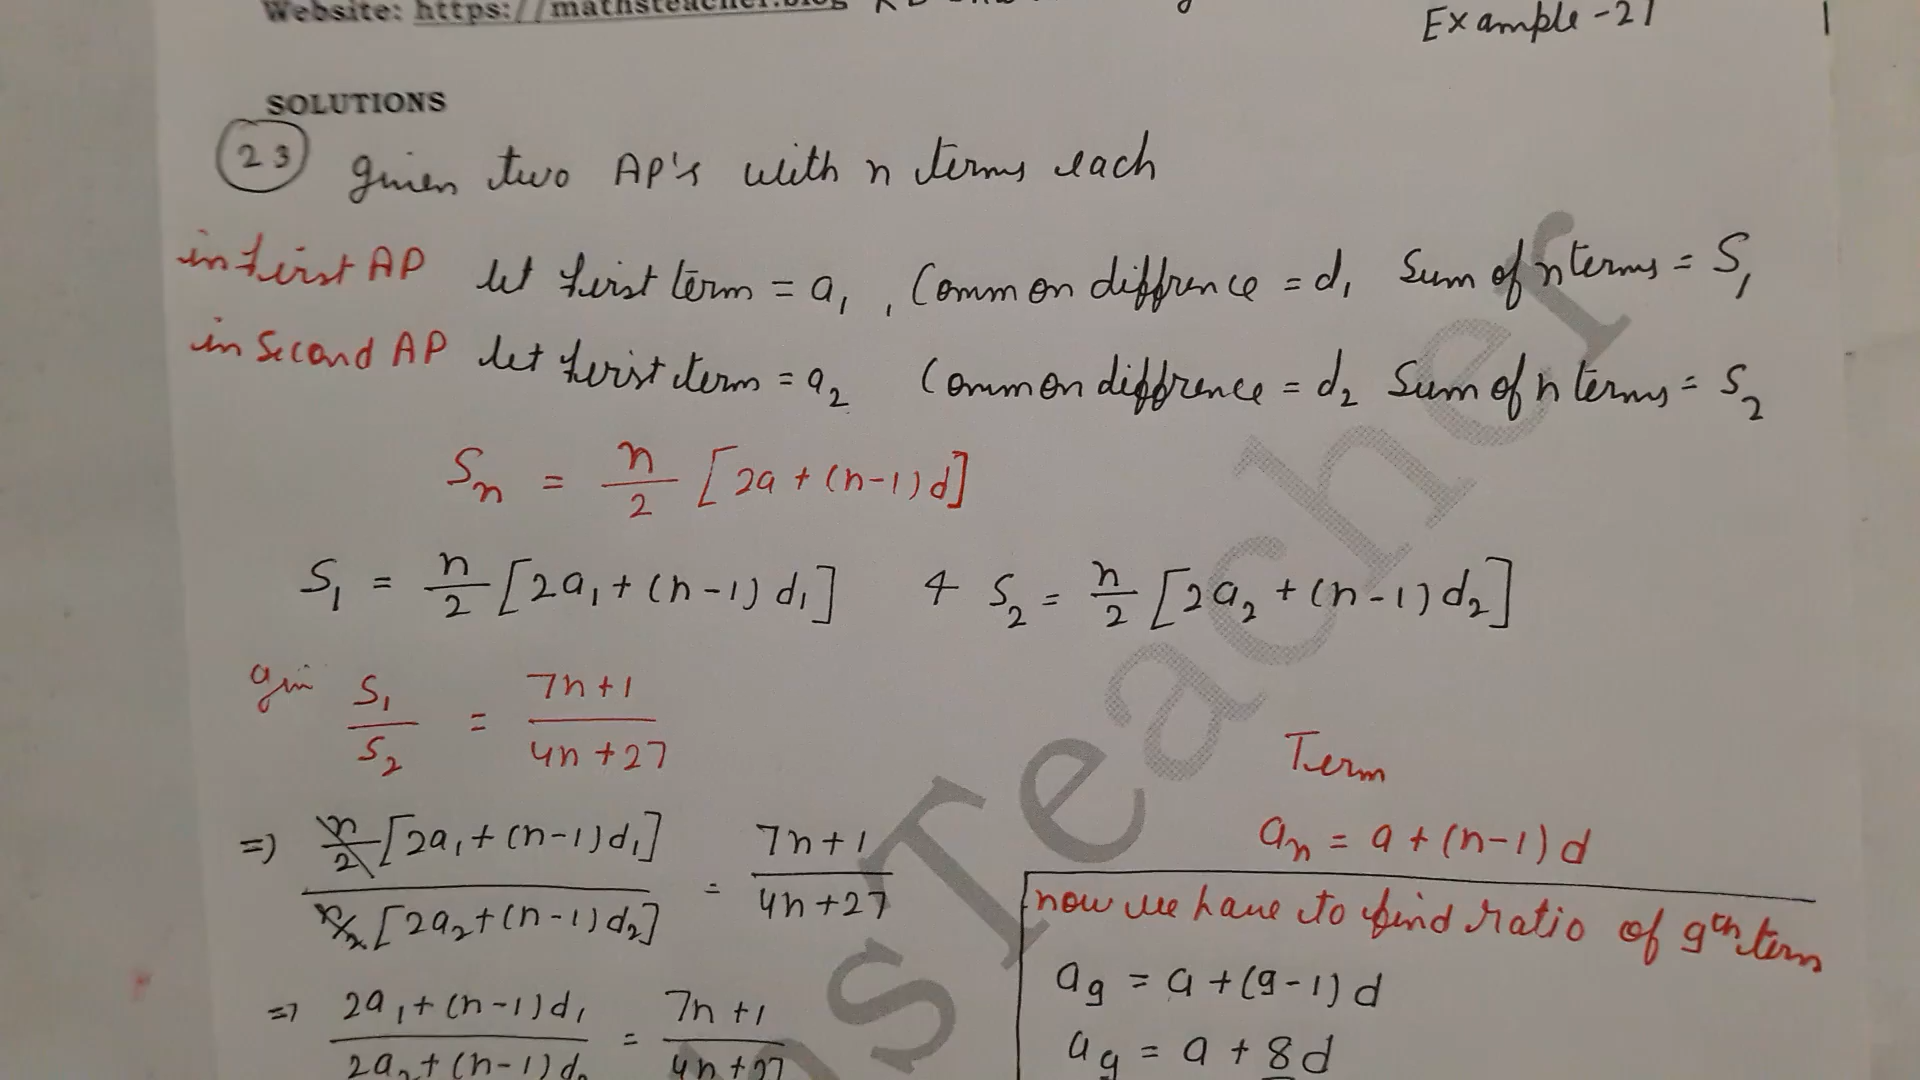 Website: https://mathsteacher.blog
Example-21
SOLUTIONS
23 given two AP's with n terms each
in first AP let first term = a₁, Common diffrence = d₁ Sum of n terms = S₁
in Second AP let first term = a₂ Common diffrence = d₂ Sum of n terms = S₂
Sₙ = n/2 [2a + (n-1)d]
S₁ = n/2 [2a₁ + (n-1)d₁] & S₂ = n/2 [2a₂ + (n-1)d₂]
S₁/S₂ = 7n+1/4n+27
Term
aₙ = a + (n-1)d
=> n/2 [2a₁ + (n-1)d₁] / n/2 [2a₂ + (n-1)d₂] = 7n+1/4n+27
now we have to find ratio of 9th term
a₉ = a + (9-1)d
=> 2a₁ + (n-1)d₁ / 2a₂ + (n-1)d₂ = 7n+1/4n+27
a₉ = a + 8d
sTeacher